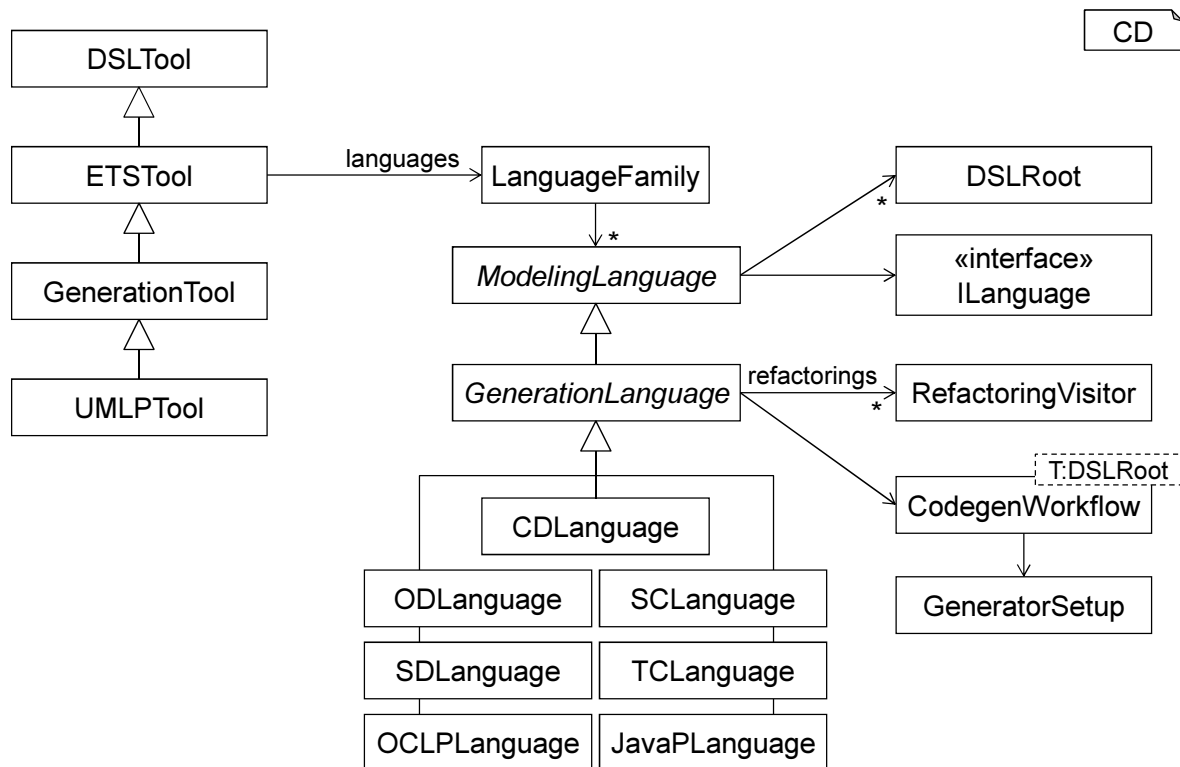 CD
DSLTool
ETSTool
languages
LanguageFamily
DSLRoot
*
*
GenerationTool
ModelingLanguage
«interface»
ILanguage
UMLPTool
GenerationLanguage
refactorings
*
RefactoringVisitor
T:DSLRoot
CodegenWorkflow
CDLanguage
ODLanguage
SCLanguage
GeneratorSetup
SDLanguage
TCLanguage
OCLPLanguage
JavaPLanguage